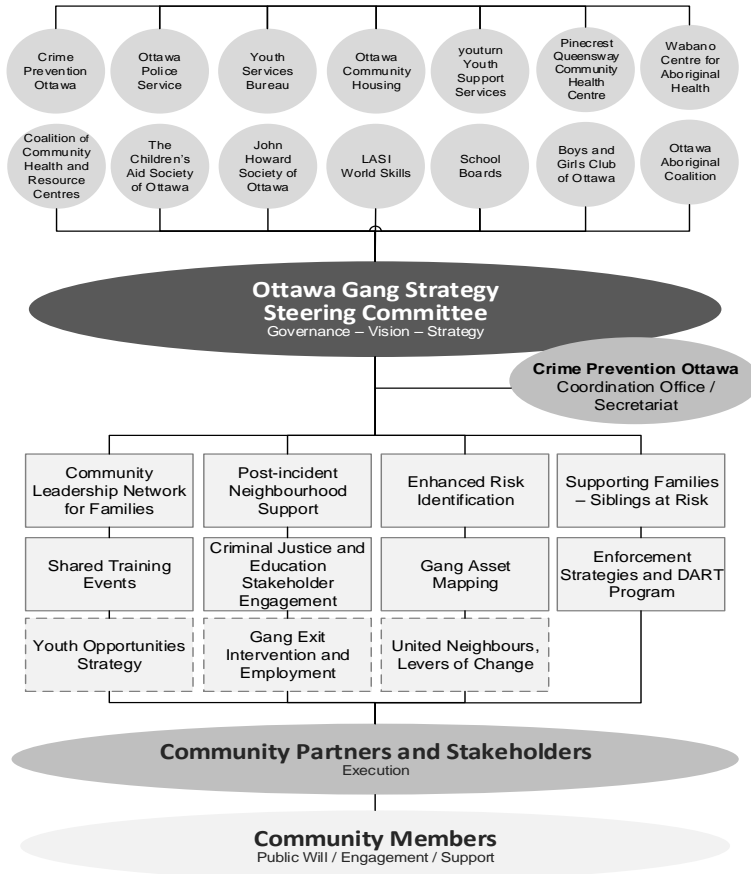 Crime
Prevention
Ottawa
Ottawa
Police
Service
Youth
Services
Bureau
Ottawa
Community
Housing
youturn
Youth
Support
Services
Pinecrest
Queensway
Community
Health
Centre
Wabano
Centre for
Aboriginal
Health
Coalition of
Community
Health and
Resource
Centres
The
Children's
Aid Society
of Ottawa
John
Howard
Society of
Ottawa
LASI
World Skills
School
Boards
Boys and
Girls Club
of Ottawa
Ottawa
Aboriginal
Coalition
Ottawa Gang Strategy
Steering Committee
Governance – Vision – Strategy
Crime Prevention Ottawa
Coordination Office /
Secretariat
Community
Leadership Network
for Families
Post-incident
Neighbourhood
Support
Enhanced Risk
Identification
Supporting Families
– Siblings at Risk
Shared Training
Events
Criminal Justice and
Education
Stakeholder
Engagement
Gang Asset
Mapping
Enforcement
Strategies and DART
Program
Youth Opportunities
Strategy
Gang Exit
Intervention and
Employment
United Neighbours,
Levers of Change
Community Partners and Stakeholders
Execution
Community Members
Public Will / Engagement / Support